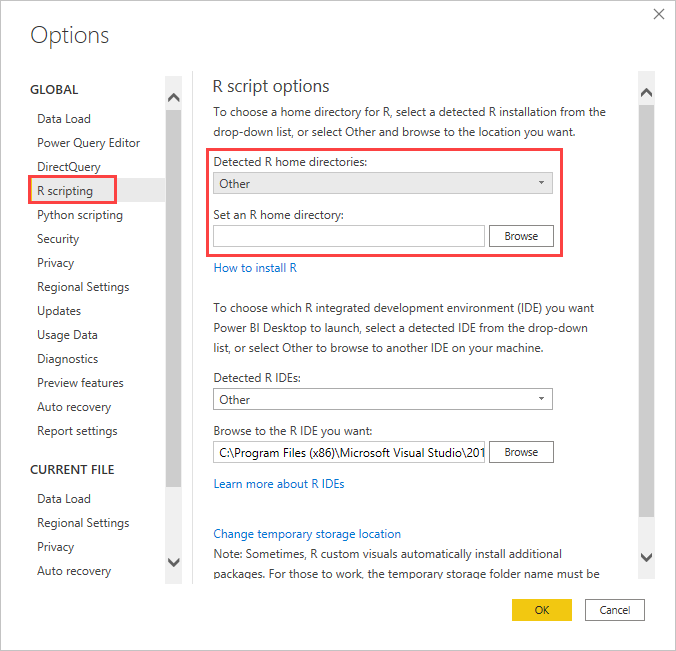 Options
GLOBAL
Data Load
Power Query Editor
DirectQuery
R scripting
Python scripting
Security
Privacy
Regional Settings
Updates
Usage Data
Diagnostics
Preview features
Auto recovery
Report settings
CURRENT FILE
Data Load
Regional Settings
Privacy
Auto recovery
R script options
To choose a home directory for R, select a detected R installation from the
drop-down list, or select Other and browse to the location you want.
Detected R home directories:
Other
Set an R home directory:
Browse
How to install R
To choose which R integrated development environment (IDE) you want
Power BI Desktop to launch, select a detected IDE from the drop-down
list, or select Other to browse to another IDE on your machine.
Detected R IDEs:
Other
Browse to the R IDE you want:
C:\Program Files (x86)\Microsoft Visual Studio\201
Browse
Learn more about R IDEs
Change temporary storage location
Note: Sometimes, R custom visuals automatically install additional
packages. For those to work, the temporary storage folder name must be
OK
Cancel